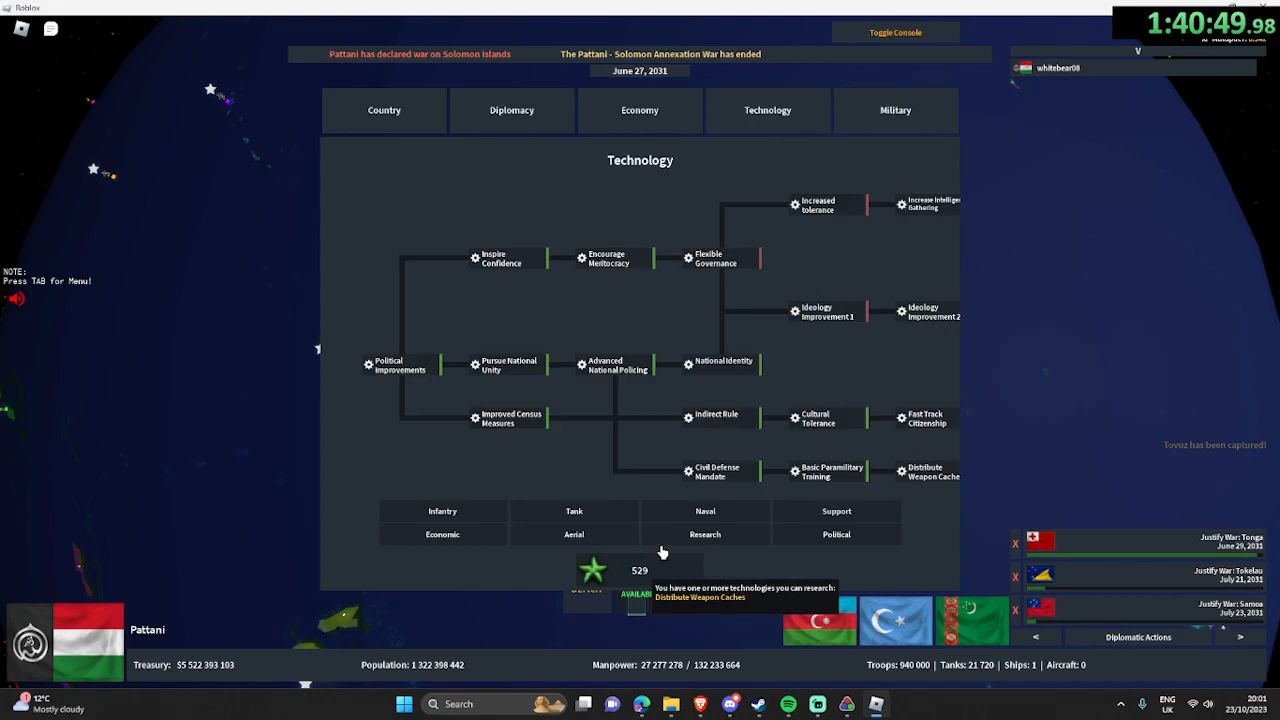 Roblox
1:40:49.98
Toggle Console
Pattani has declared war on Solomon Islands
The Pattani - Solomon Annexation War has ended
V
June 27, 2031
whitebear08
Country
Diplomacy
Economy
Technology
Military
Technology
Increased
tolerance
Increase Intelligen
Gathering
Inspire
Confidence
Encourage
Meritocracy
Flexible
Governance
NOTE:
Press TAB for Menu!
Ideology
Improvement 1
Ideology
Improvement 2
Political
Improvements
Pursue National
Unity
Advanced
National Policing
National Identity
Improved Census
Measures
Indirect Rule
Cultural
Tolerance
Fast Track
Citizenship
Tovuz has been captured!
Civil Defense
Mandate
Basic Paramilitary
Training
Distribute
Weapon Cache
Infantry
Tank
Naval
Support
Economic
Aerial
Research
Political
Justify War: Tonga
June 29, 2031
X
529
Justify War: Tokelau
July 21, 2031
X
You have one or more technologies you can research:
Distribute Weapon Caches
AVAILABL
Justify War: Samoa
July 23, 2031
X
Pattani
<
Diplomatic Actions
>
Treasury: $5 522 393 103
Population: 1 322 398 442
Manpower: 27 277 278 / 132 233 664
Troops: 940 000 | Tanks: 21 720 | Ships: 1 | Aircraft: 0
12°C
Mostly cloudy
Search
ENG
UK
20:01
23/10/2023